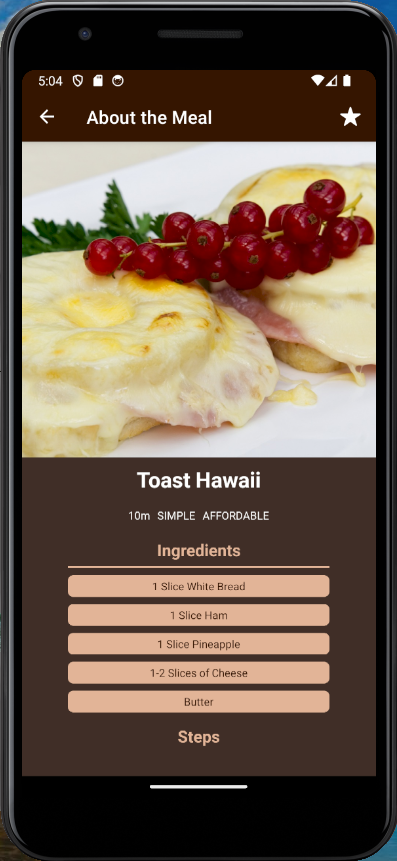 5:04
About the Meal
Toast Hawaii
10m SIMPLE AFFORDABLE
Ingredients
1 Slice White Bread
1 Slice Ham
1 Slice Pineapple
1-2 Slices of Cheese
Butter
Steps